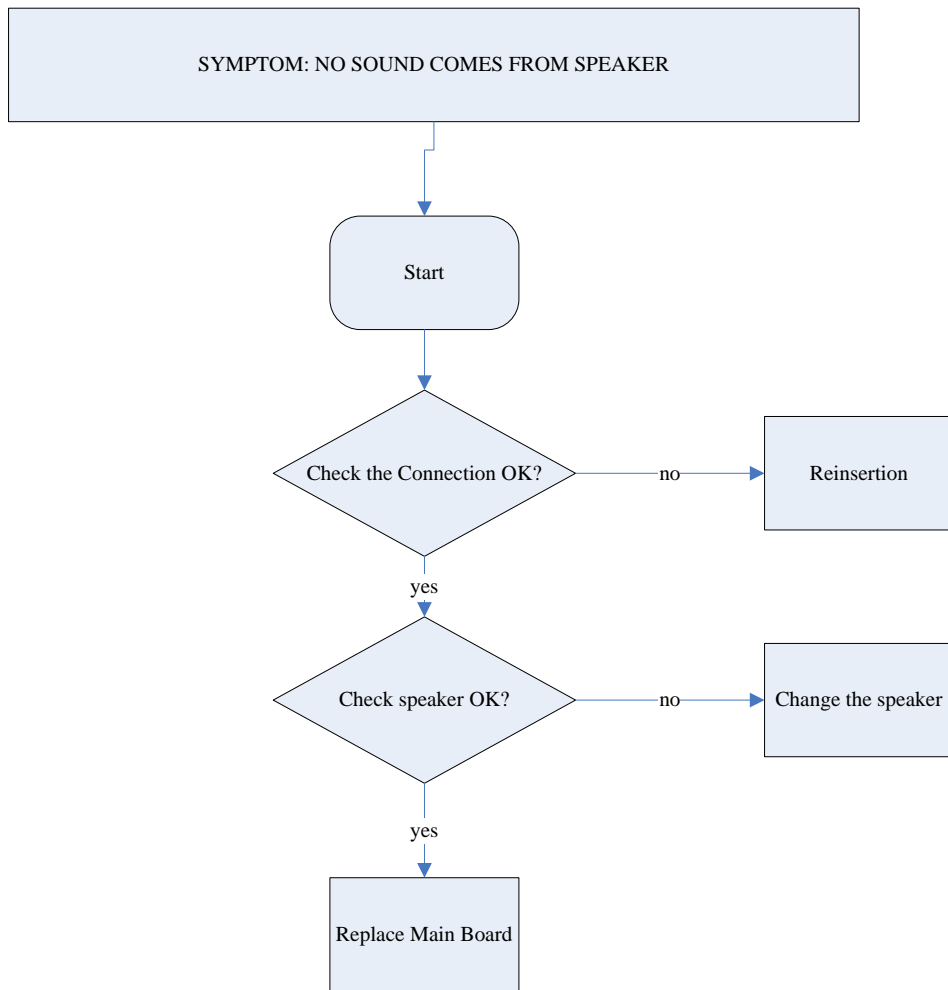 SYMPTOM: NO SOUND COMES FROM SPEAKER
Start
Check the Connection OK?
no
Reinsertion
yes
Check speaker OK?
no
Change the speaker
yes
Replace Main Board